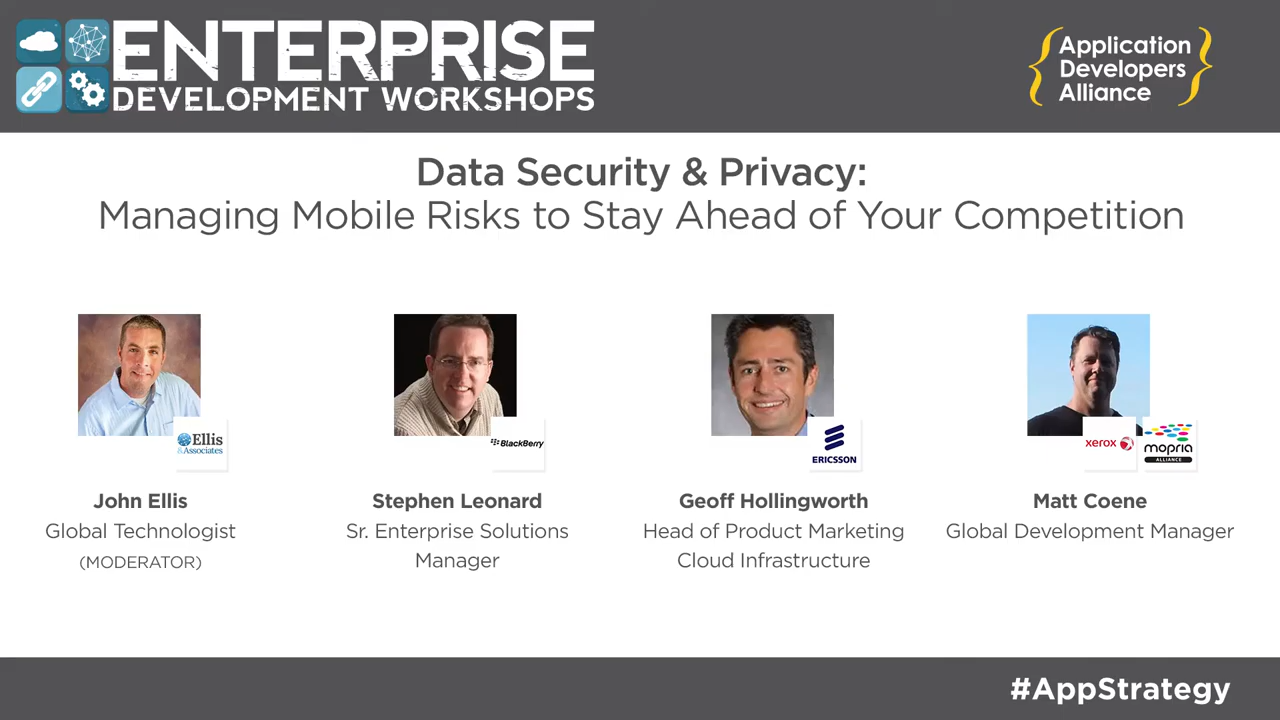 ENTERPRISE
DEVELOPMENT WORKSHOPS
Application
Developers
Alliance
Data Security & Privacy:
Managing Mobile Risks to Stay Ahead of Your Competition
Ellis
&Associates
BlackBerry
ERICSSON
xerox
mopria
ALLIANCE
John Ellis
Global Technologist
(MODERATOR)
Stephen Leonard
Sr. Enterprise Solutions
Manager
Geoff Hollingworth
Head of Product Marketing
Cloud Infrastructure
Matt Coene
Global Development Manager
#AppStrategy